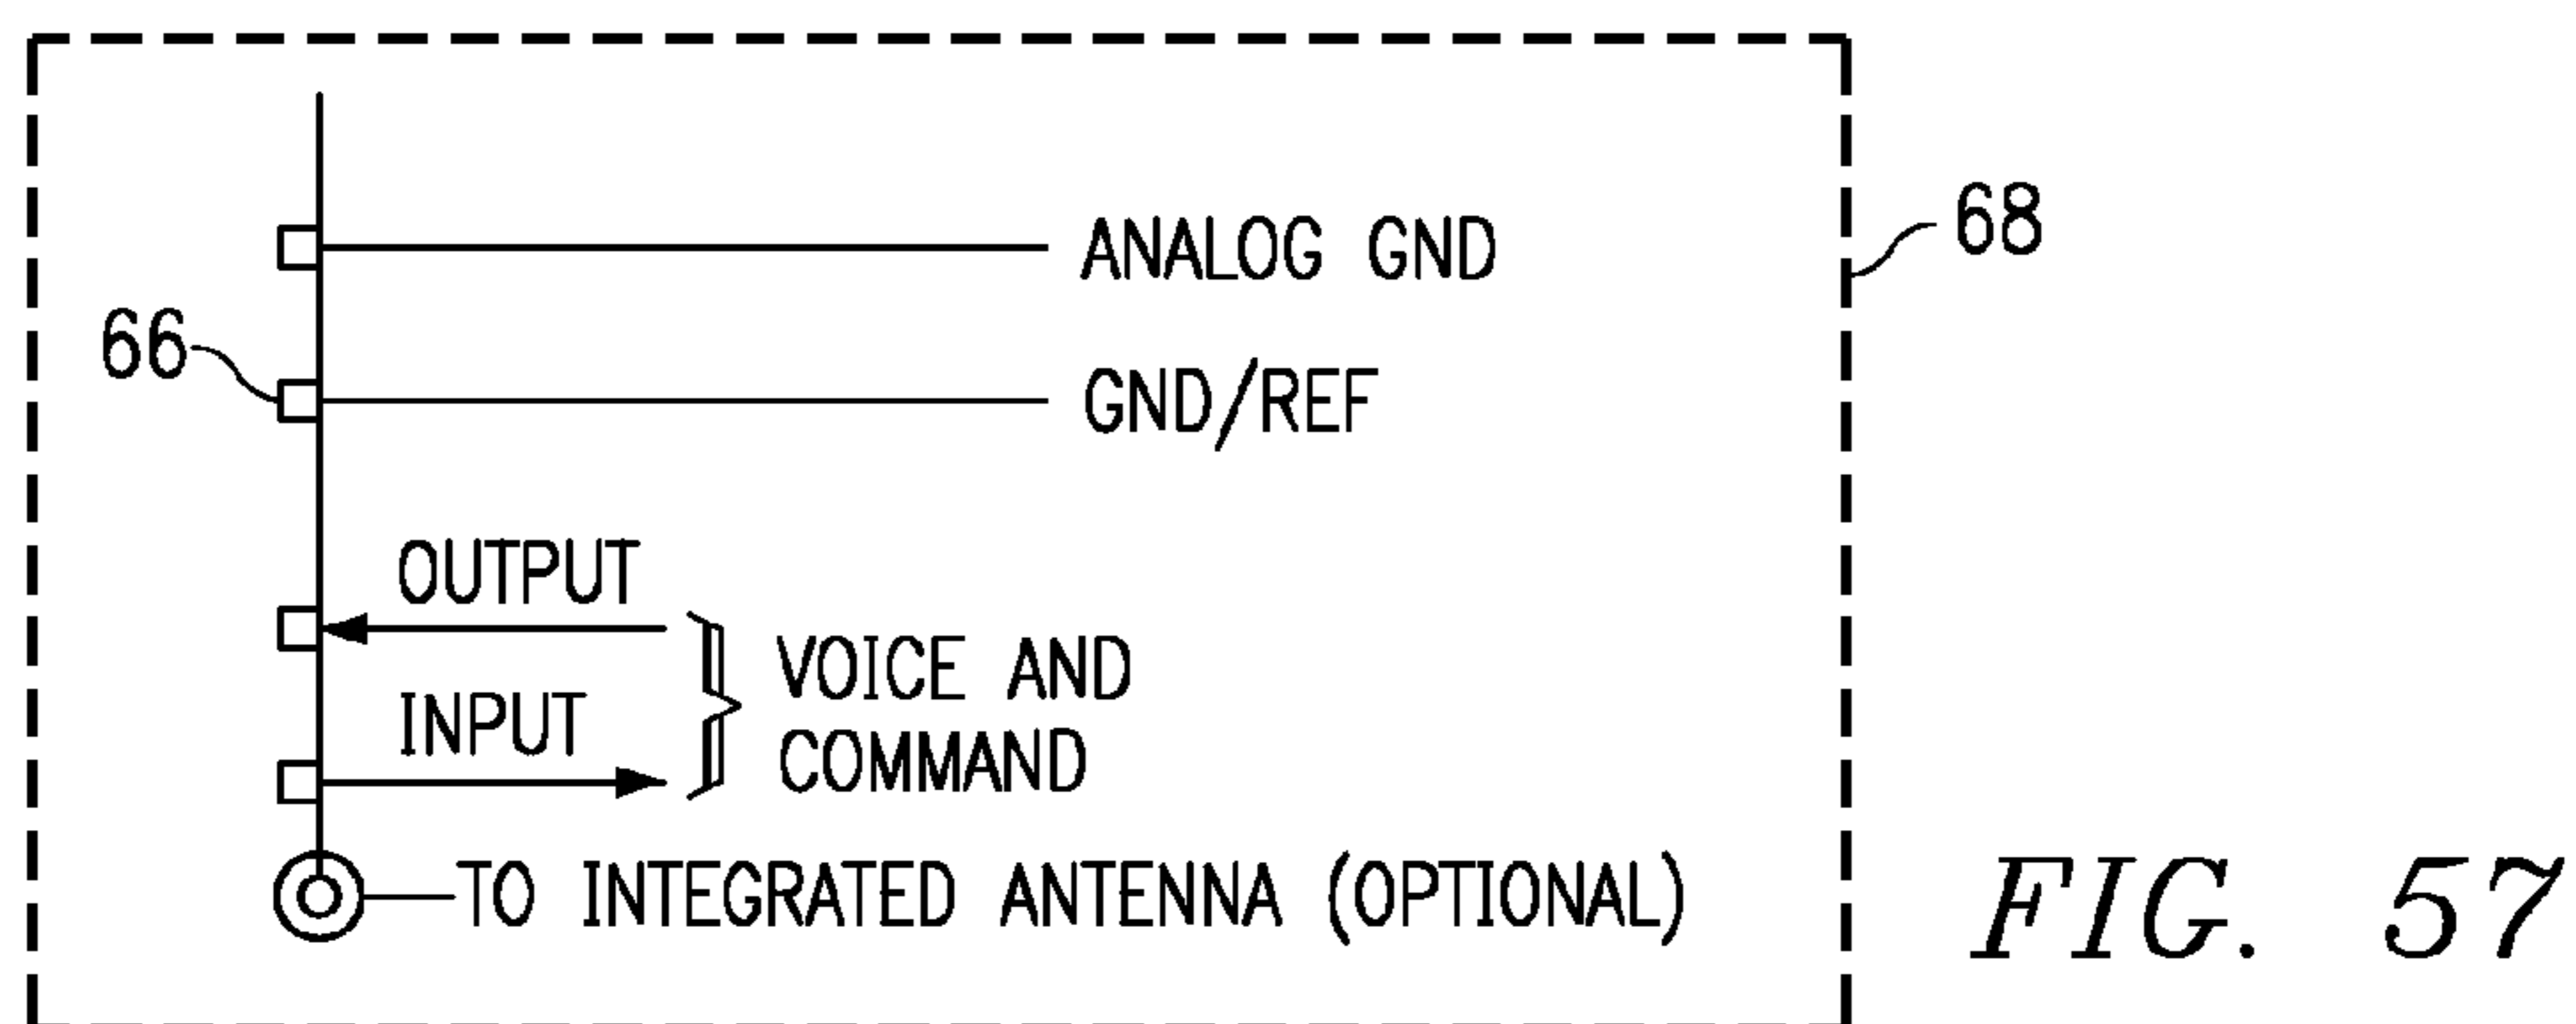 68
ANALOG GND
66
GND/REF
OUTPUT
INPUT
VOICE AND
COMMAND
TO INTEGRATED ANTENNA (OPTIONAL)
FIG. 57